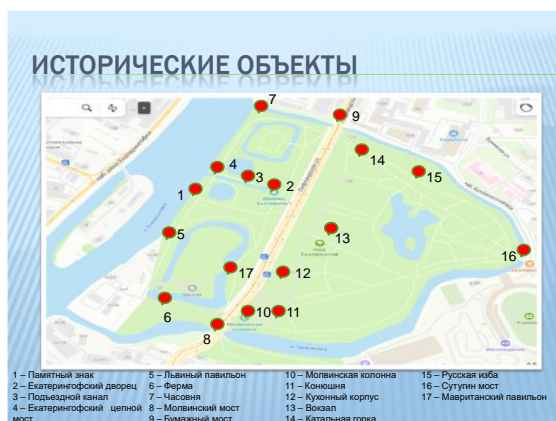 ИСТОРИЧЕСКИЕ ОБЪЕКТЫ
7
9
14
4
3
2
15
1
5
13
16
17
12
6
10
11
8
1 – Памятный знак
2 – Екатерингофский дворец
3 – Подъездной канал
4 – Екатерингофский цепной
мост
5 – Львиный павильон
6 – Ферма
7 – Часовня
8 – Молвинский мост
9 – Бумажный мост
10 – Молвинская колонна
11 – Конюшня
12 – Кухонный корпус
13 – Вокзал
14 – Катальная горка
15 – Русская изба
16 – Сутугин мост
17 – Мавританский павильон